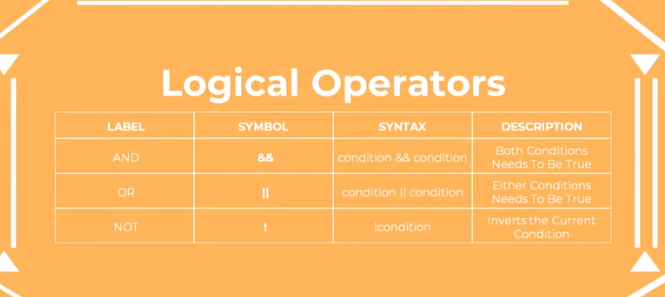 Logical Operators
LABEL SYMBOL SYNTAX DESCRIPTION
AND && condition && condition Both Conditions
Needs To Be True
OR || condition || condition Either Conditions
Needs To Be True
NOT ! !condition Inverts the Current
Condition